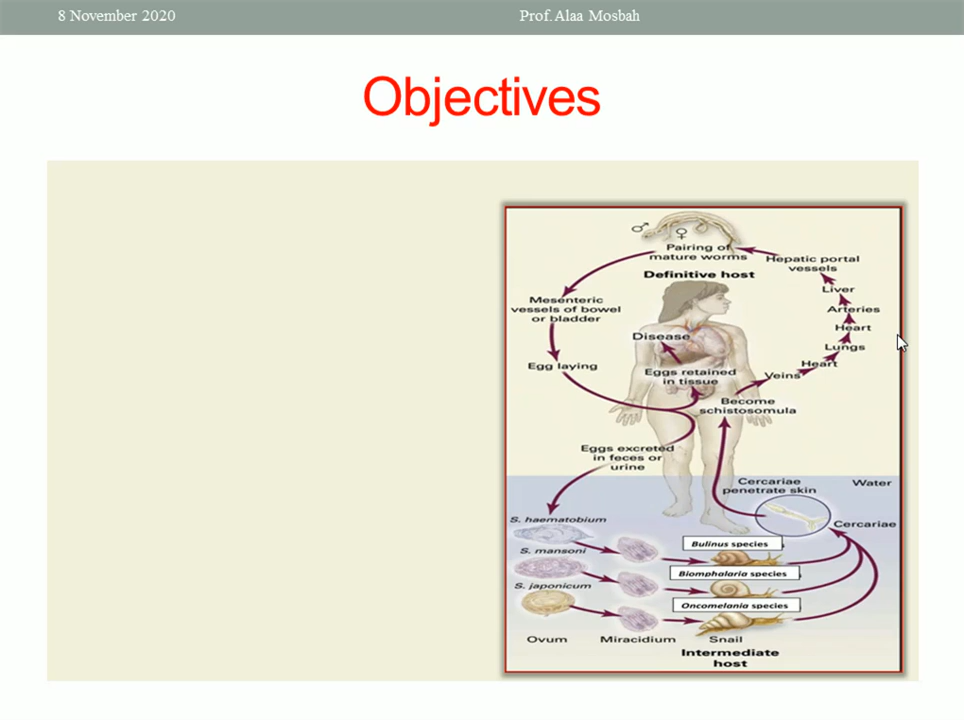 8 November 2020
Prof.Alaa Mosbah
Objectives
♂
♀
Pairing of
mature worms
Hepatic portal
vessels
Definitive host
Liver
Mesenteric
vessels of bowel
or bladder
Arteries
Heart
Disease
Lungs
Heart
Egg laying
Eggs retained
in tissue
Veins
Become
schistosomula
Eggs excreted
in feces or
urine
Cercariae
penetrate skin
Water
S. haematobium
Cercariae
Bulinus species
S. mansoni
Biomphalaria species
S. japonicum
Oncomelania species
Ovum
Miracidium
Snail
Intermediate
host